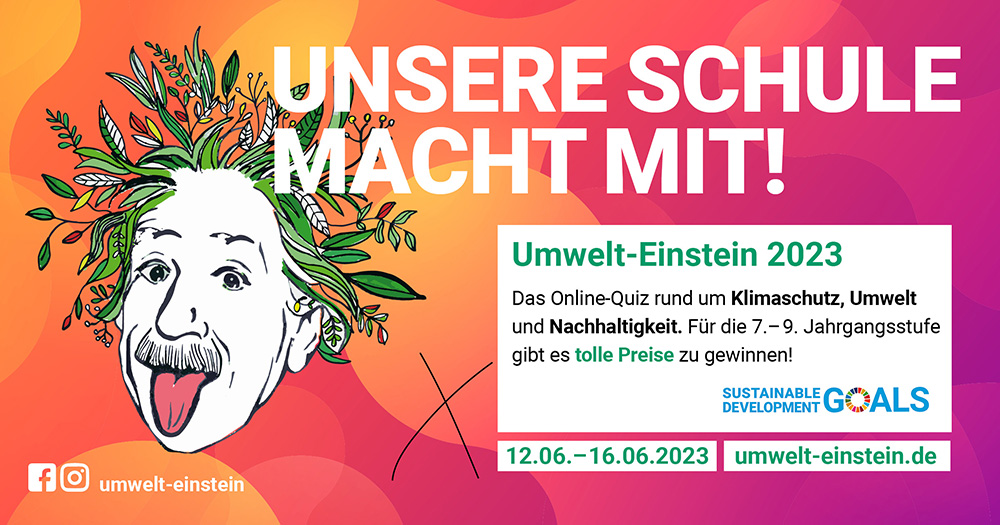 UNSERE SCHULE
MACHT MIT!
Umwelt-Einstein 2023
Das Online-Quiz rund um Klimaschutz, Umwelt
und Nachhaltigkeit. Für die 7.–9. Jahrgangsstufe
gibt es tolle Preise zu gewinnen!
SUSTAINABLE
DEVELOPMENT GOALS
12.06.–16.06.2023
umwelt-einstein.de
umwelt-einstein